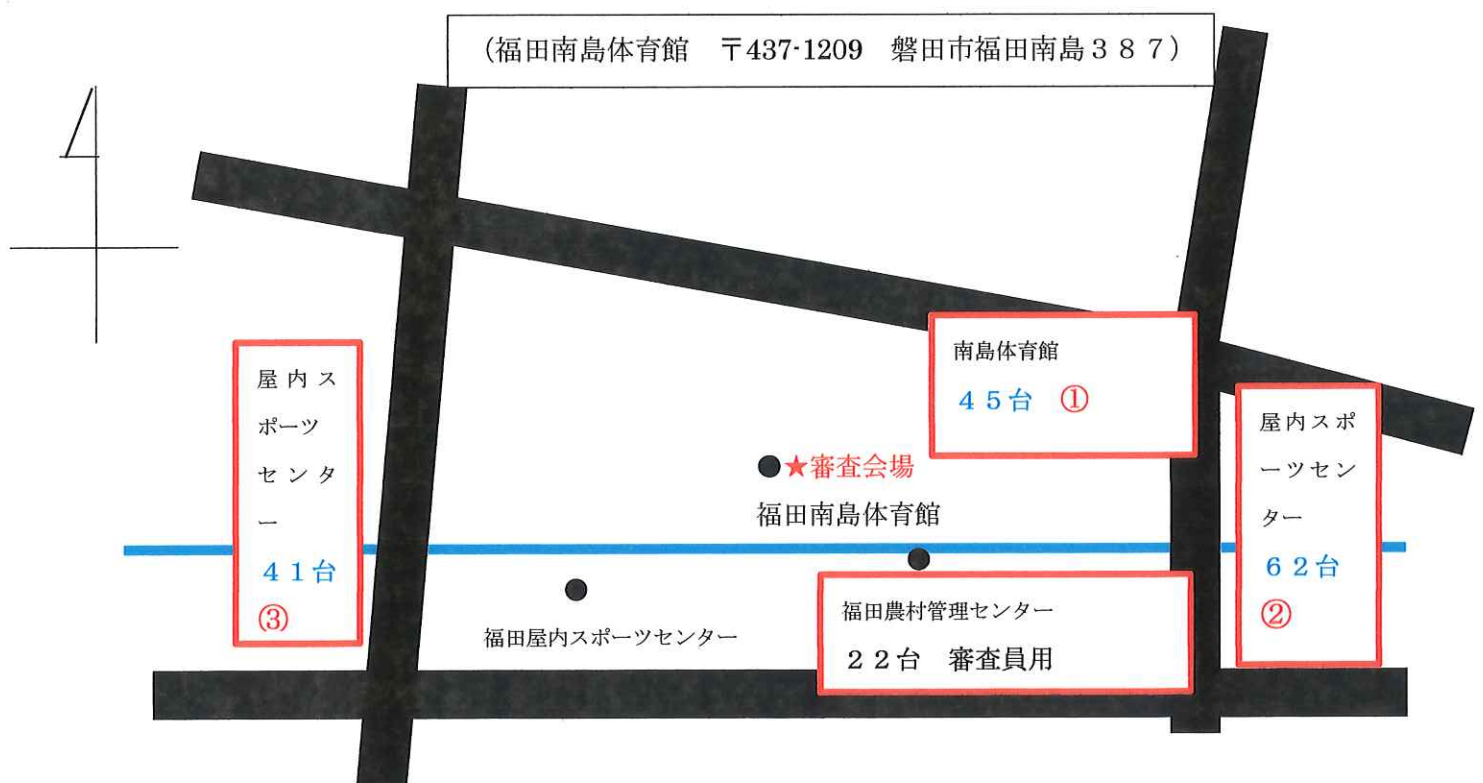 (福田南島体育館　〒437-1209　磐田市福田南島３８７)
南島体育館
４５台　①
屋内ス
ポーツ
センタ
ー
４１台
③
屋内スポ
ーツセン
ター
６２台
②
★審査会場
福田南島体育館
福田屋内スポーツセンター
福田農村管理センター
２２台　審査員用